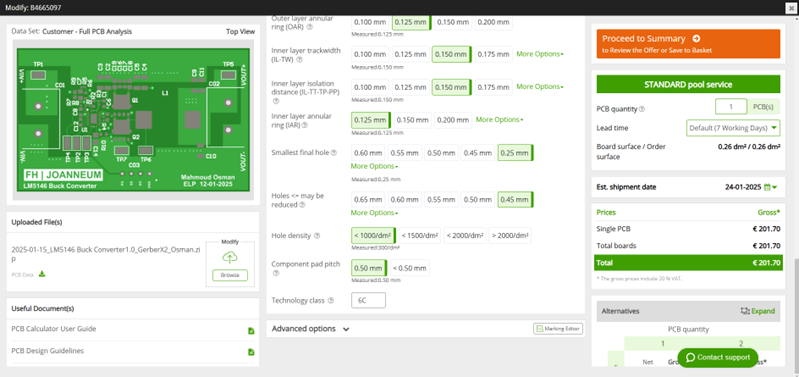 Modify: B4665097
Data Set: Customer - Full PCB Analysis
Top View
TP1
TP5
VIN+
VOUT+
CO1
CO2
L1
Q1
Q2
U1
C11
C10
CO3
TP4
TP3
TP2
TP7
TP6
VIN-
VOUT-
FH | JOANNEUM
LM5146 Buck Converter
Mahmoud Osman
ELP 12-01-2025
Uploaded File(s)
2025-01-15_LM5146 Buck Converter1.0_GerberX2_Osman.zi
p
PCB Data:
Modify
Browse
Useful Document(s)
PCB Calculator User Guide
PCB Design Guidelines
Outer layer annular
ring (OAR)
0.100 mm 0.125 mm 0.150 mm 0.200 mm
Measured:0.125 mm
Inner layer trackwidth
(IL-TW)
0.100 mm 0.125 mm 0.150 mm 0.175 mm More Options
Measured:0.150 mm
Inner layer isolation
distance (IL-TT-TP-PP)
0.100 mm 0.125 mm 0.150 mm 0.175 mm More Options
Measured:0.150 mm
Inner layer annular
ring (IAR)
0.125 mm 0.150 mm 0.200 mm More Options
Measured:0.125 mm
Smallest final hole
0.60 mm 0.55 mm 0.50 mm 0.45 mm 0.25 mm
More Options
Measured:0.25 mm
Holes <= may be
reduced
0.65 mm 0.60 mm 0.55 mm 0.50 mm 0.45 mm
More Options
Hole density
< 1000/dm² < 1500/dm² < 2000/dm² > 2000/dm²
Measured:300/dm²
Component pad pitch
0.50 mm < 0.50 mm
Measured:0.50 mm
Technology class
6C
Advanced options
Marking Editor
Proceed to Summary
to Review the Offer or Save to Basket
STANDARD pool service
PCB quantity
1
PCB(s)
Lead time
Default (7 Working Days)
Board surface / Order
surface
0.26 dm² / 0.26 dm²
Est. shipment date
24-01-2025
Prices Gross*
Single PCB € 201.70
Total boards € 201.70
Total € 201.70
* The gross prices include 20 % VAT.
Alternatives
Expand
PCB quantity
1 2
Net
Contact support